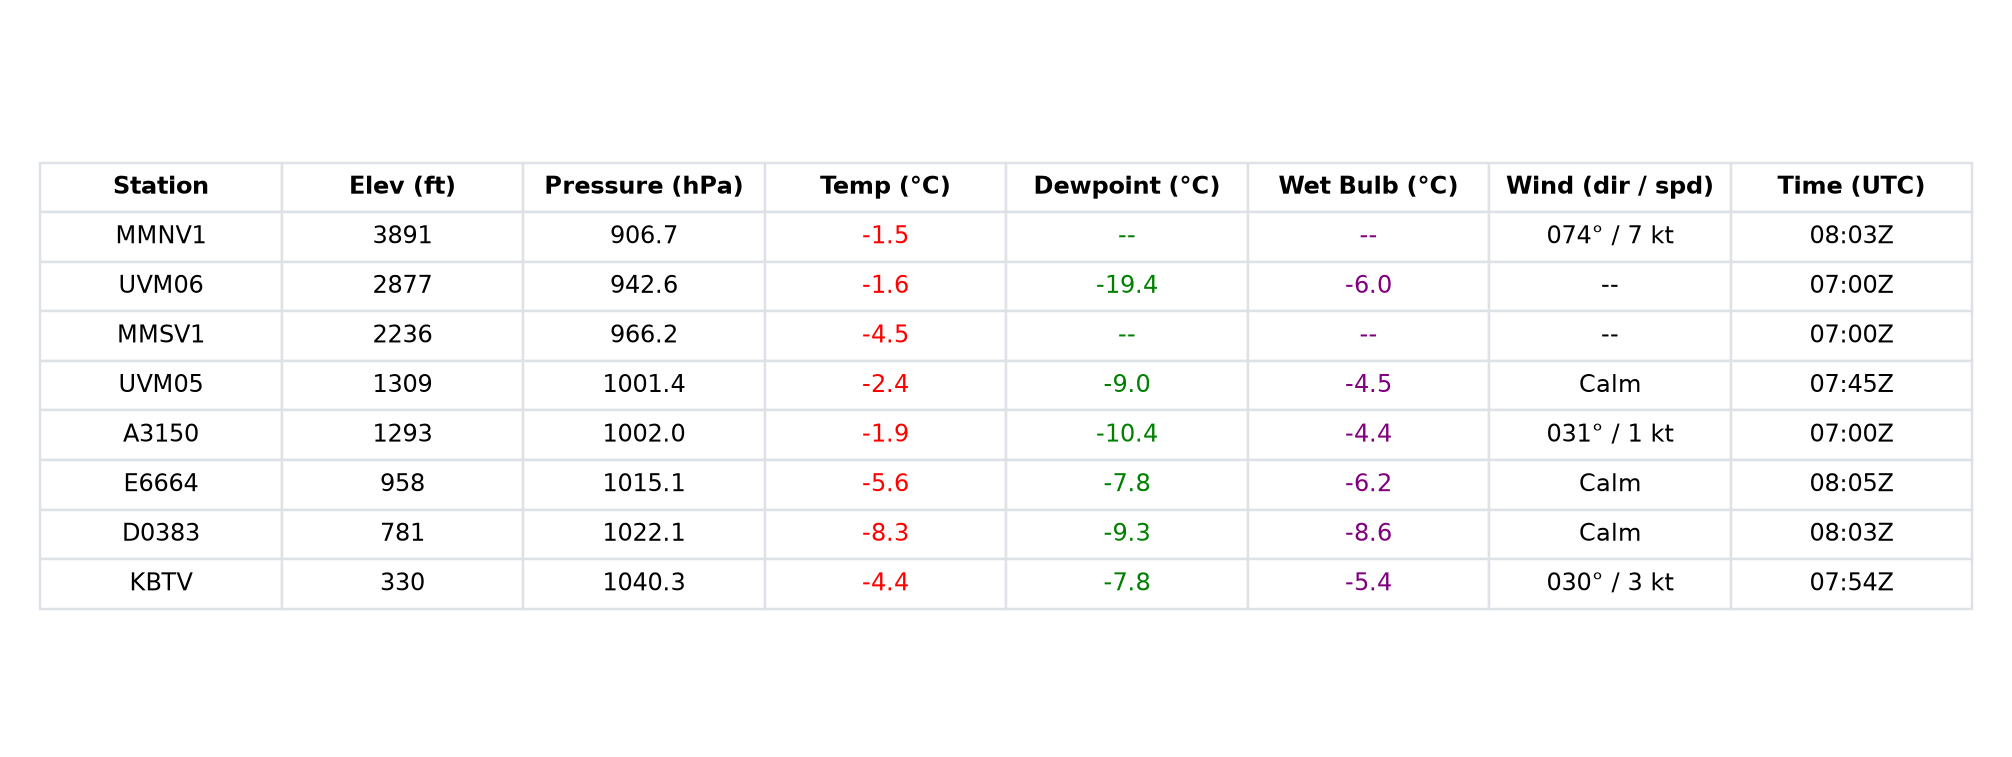 Station Elev (ft) Pressure (hPa) Temp (°C) Dewpoint (°C) Wet Bulb (°C) Wind (dir / spd) Time (UTC)
MMNV1 3891 906.7 -1.5 -- -- 074° / 7 kt 08:03Z
UVM06 2877 942.6 -1.6 -19.4 -6.0 -- 07:00Z
MMSV1 2236 966.2 -4.5 -- -- -- 07:00Z
UVM05 1309 1001.4 -2.4 -9.0 -4.5 Calm 07:45Z
A3150 1293 1002.0 -1.9 -10.4 -4.4 031° / 1 kt 07:00Z
E6664 958 1015.1 -5.6 -7.8 -6.2 Calm 08:05Z
D0383 781 1022.1 -8.3 -9.3 -8.6 Calm 08:03Z
KBTV 330 1040.3 -4.4 -7.8 -5.4 030° / 3 kt 07:54Z